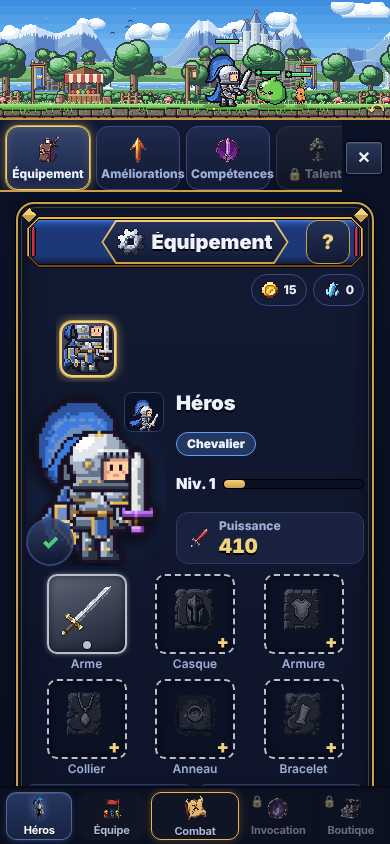 Équipement
Améliorations
Compétences
Talent
×
Équipement
?
15
0
Héros
Chevalier
Niv. 1
Puissance
410
Arme
+
Casque
+
Armure
+
Collier
+
Anneau
+
Bracelet
Héros
Équipe
Combat
Invocation
Boutique